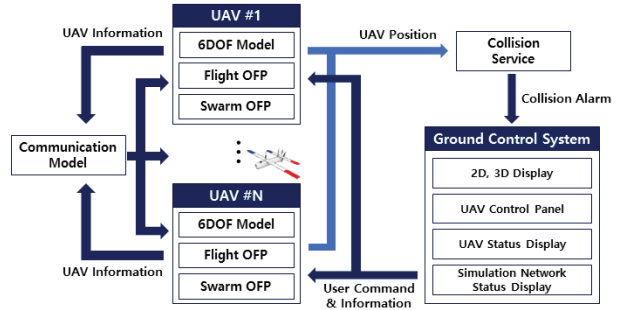 UAV #1
6DOF Model
Flight OFP
Swarm OFP
UAV Information
Communication
Model
UAV #N
6DOF Model
Flight OFP
Swarm OFP
UAV Information
UAV Position
Collision
Service
Collision Alarm
Ground Control System
2D, 3D Display
UAV Control Panel
UAV Status Display
Simulation Network
Status Display
User Command
& Information